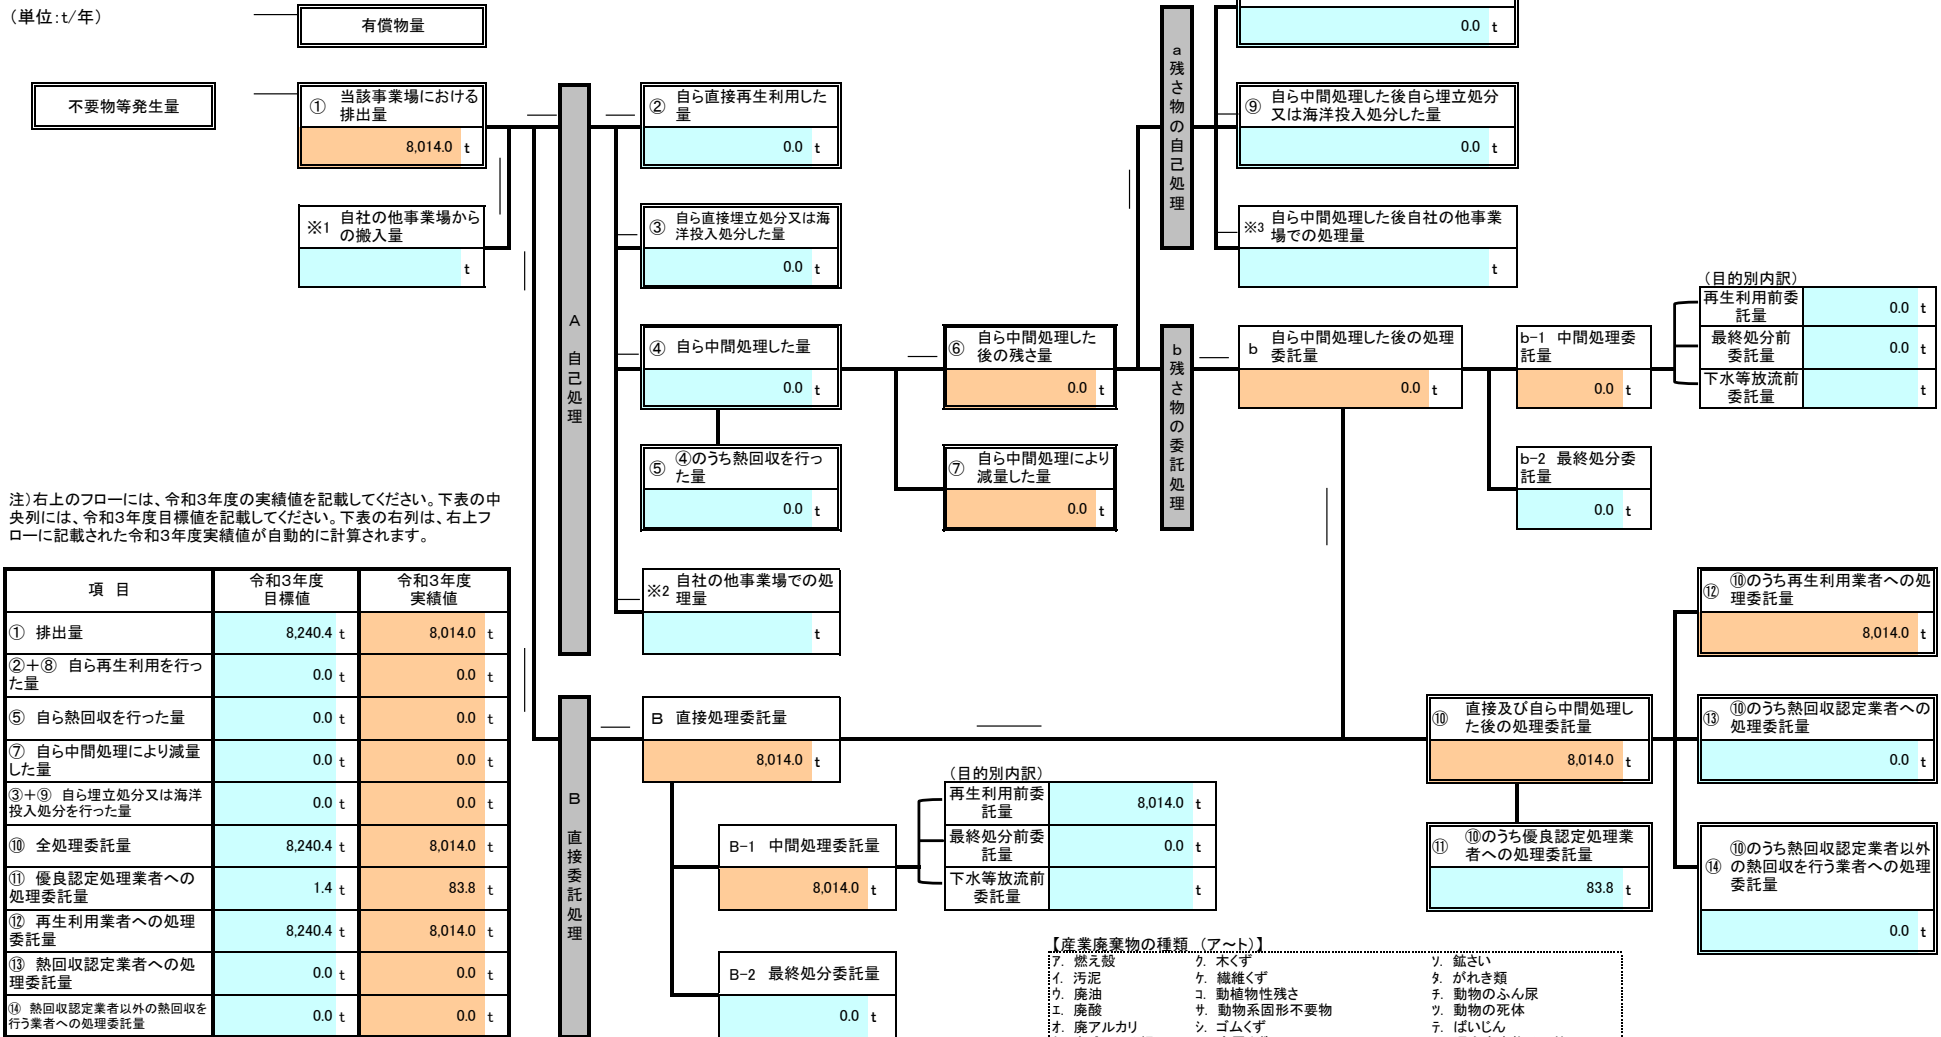 (単位:t/年)
有償物量
不要物等発生量
① 当該事業場における
排出量
8,014.0 t
※1 自社の他事業場から
の搬入量
t
A 自己処理
② 自ら直接再生利用した
量
0.0 t
③ 自ら直接埋立処分又は海
洋投入処分した量
0.0 t
④ 自ら中間処理した量
0.0 t
⑤ ④のうち熱回収を行っ
た量
0.0 t
※2 自社の他事業場での処
理量
t
⑥ 自ら中間処理した
後の残さ量
0.0 t
⑦ 自ら中間処理により
減量した量
0.0 t
a 残さ物の自己処理
0.0 t
⑨ 自ら中間処理した後自ら埋立処分
又は海洋投入処分した量
0.0 t
※3 自ら中間処理した後自社の他事業
場での処理量
t
b 残さ物の委託処理
b 自ら中間処理した後の処理
委託量
0.0 t
b-1 中間処理委
託量
0.0 t
b-2 最終処分委
託量
0.0 t
(目的別内訳)
再生利用前委
託量
0.0 t
最終処分前
委託量
0.0 t
下水等放流前
委託量
t
注)右上のフローには、令和3年度の実績値を記載してください。下表の中
央列には、令和3年度目標値を記載してください。下表の右列は、右上フ
ローに記載された令和3年度実績値が自動的に計算されます。
項 目
令和3年度
目標値
令和3年度
実績値
① 排出量
8,240.4 t
8,014.0 t
②+⑧ 自ら再生利用を行っ
た量
0.0 t
0.0 t
⑤ 自ら熱回収を行った量
0.0 t
0.0 t
⑦ 自ら中間処理により減量
した量
0.0 t
0.0 t
③+⑨ 自ら埋立処分又は海洋
投入処分を行った量
0.0 t
0.0 t
⑩ 全処理委託量
8,240.4 t
8,014.0 t
⑪ 優良認定処理業者への
処理委託量
1.4 t
83.8 t
⑫ 再生利用業者への処理
委託量
8,240.4 t
8,014.0 t
⑬ 熱回収認定業者への処
理委託量
0.0 t
0.0 t
⑭ 熱回収認定業者以外の熱回収を
行う業者への処理委託量
0.0 t
0.0 t
B 直接委託処理
B 直接処理委託量
8,014.0 t
B-1 中間処理委託量
8,014.0 t
B-2 最終処分委託量
0.0 t
(目的別内訳)
再生利用前委
託量
8,014.0 t
最終処分前委
託量
0.0 t
下水等放流前
委託量
t
⑩ 直接及び自ら中間処理し
た後の処理委託量
8,014.0 t
⑪ ⑩のうち優良認定処理業
者への処理委託量
83.8 t
⑫ ⑩のうち再生利用業者への処
理委託量
8,014.0 t
⑬ ⑩のうち熱回収認定業者への
処理委託量
0.0 t
⑭ ⑩のうち熱回収認定業者以外
の熱回収を行う業者への処理
委託量
0.0 t
【産業廃棄物の種類 (ア~ト)】
ア. 燃え殻 ク. 木くず ソ. 鉱さい
イ. 汚泥 ケ. 繊維くず タ. がれき類
ウ. 廃油 コ. 動植物性残さ チ. 動物のふん尿
エ. 廃酸 サ. 動物系固形不要物 ツ. 動物の死体
オ. 廃アルカリ シ. ゴムくず テ. ばいじん